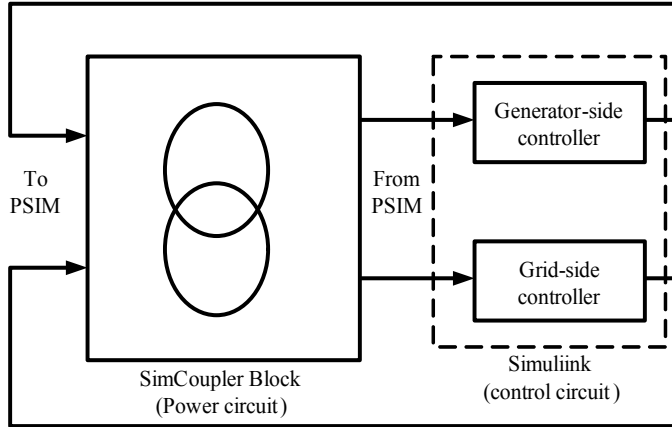 To
PSIM
From
PSIM
Generator-side
controller
Grid-side
controller
SimCoupler Block
(Power circuit)
Simuliink
(control circuit)